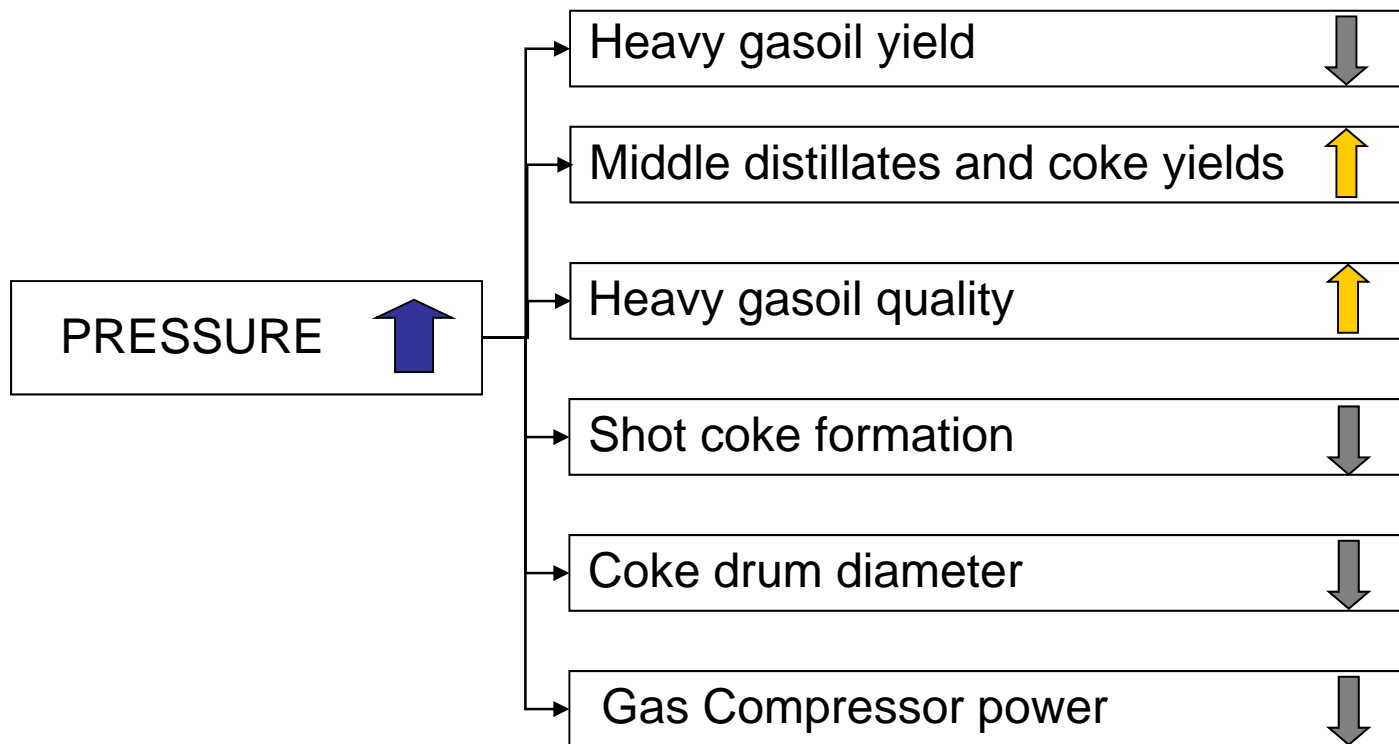 Heavy gasoil yield
Middle distillates and coke yields
Heavy gasoil quality
PRESSURE
Shot coke formation
Coke drum diameter
Gas Compressor power